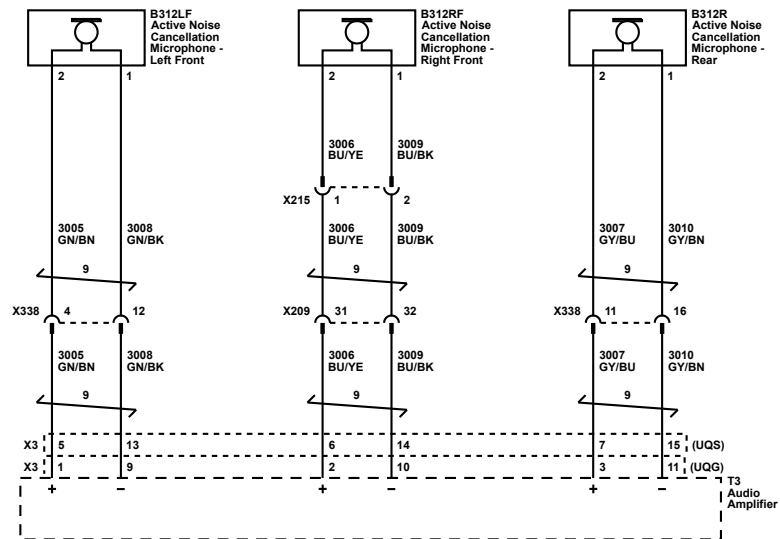 B312LF
Active Noise
Cancellation
Microphone -
Left Front
B312RF
Active Noise
Cancellation
Microphone -
Right Front
B312R
Active Noise
Cancellation
Microphone -
Rear
2 1
2 1
2 1
3006
BU/YE
3009
BU/BK
X215 1 2
3005
GN/BN
3008
GN/BK
3006
BU/YE
3009
BU/BK
3007
GY/BU
3010
GY/BN
9
9
9
X338 4 12
X209 31 32
X338 11 16
3005
GN/BN
3008
GN/BK
3006
BU/YE
3009
BU/BK
3007
GY/BU
3010
GY/BN
9
9
9
X3 5 13 6 14 7 15 (UQS)
X3 1 9 2 10 3 11 (UQG)
+ − + − + −
T3
Audio
Amplifier